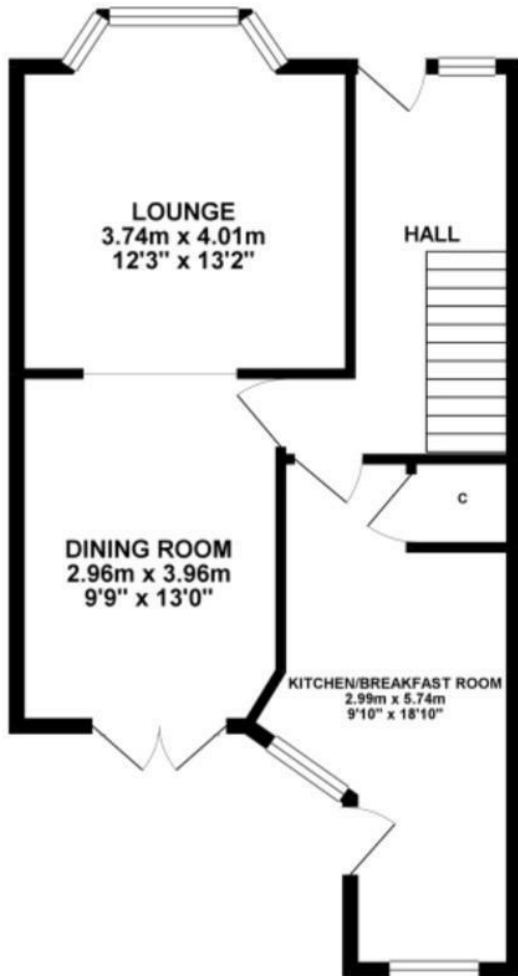 LOUNGE
3.74m x 4.01m
12'3" x 13'2"
HALL
C
DINING ROOM
2.96m x 3.96m
9'9" x 13'0"
KITCHEN/BREAKFAST ROOM
2.99m x 5.74m
9'10" x 18'10"